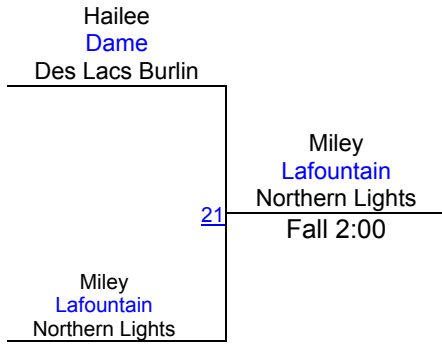 Hailee
Dame
Des Lacs Burlin
Miley
Lafountain
Northern Lights
21
Fall 2:00
Miley
Lafountain
Northern Lights